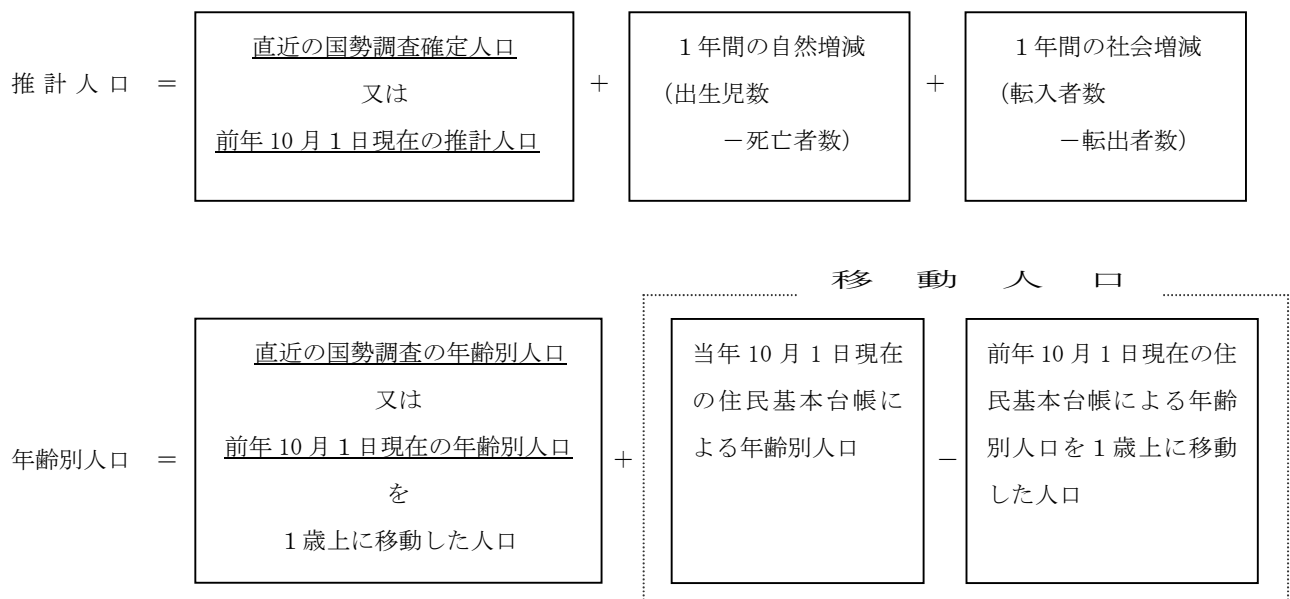 直近の国勢調査確定人口
又は
前年 10 月１日現在の推計人口
１年間の自然増減
（出生児数
－死亡者数）
１年間の社会増減
（転入者数
－転出者数）
推計人口 ＝ ＋ ＋
移動人口
直近の国勢調査の年齢別人口
又は
前年 10 月１日現在の年齢別人口
を
１歳上に移動した人口
当年 10 月１日現在
の住民基本台帳に
よる年齢別人口
前年 10 月１日現在の住
民基本台帳による年齢
別人口を１歳上に移動
した人口
年齢別人口 ＝ ＋ －